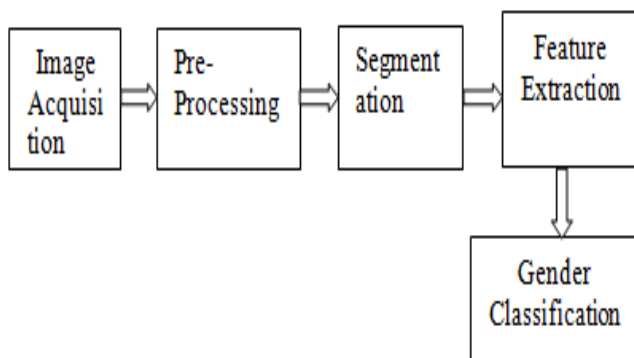 Image
Acquisi
tion
Pre-
Processing
Segment
ation
Feature
Extraction
Gender
Classification